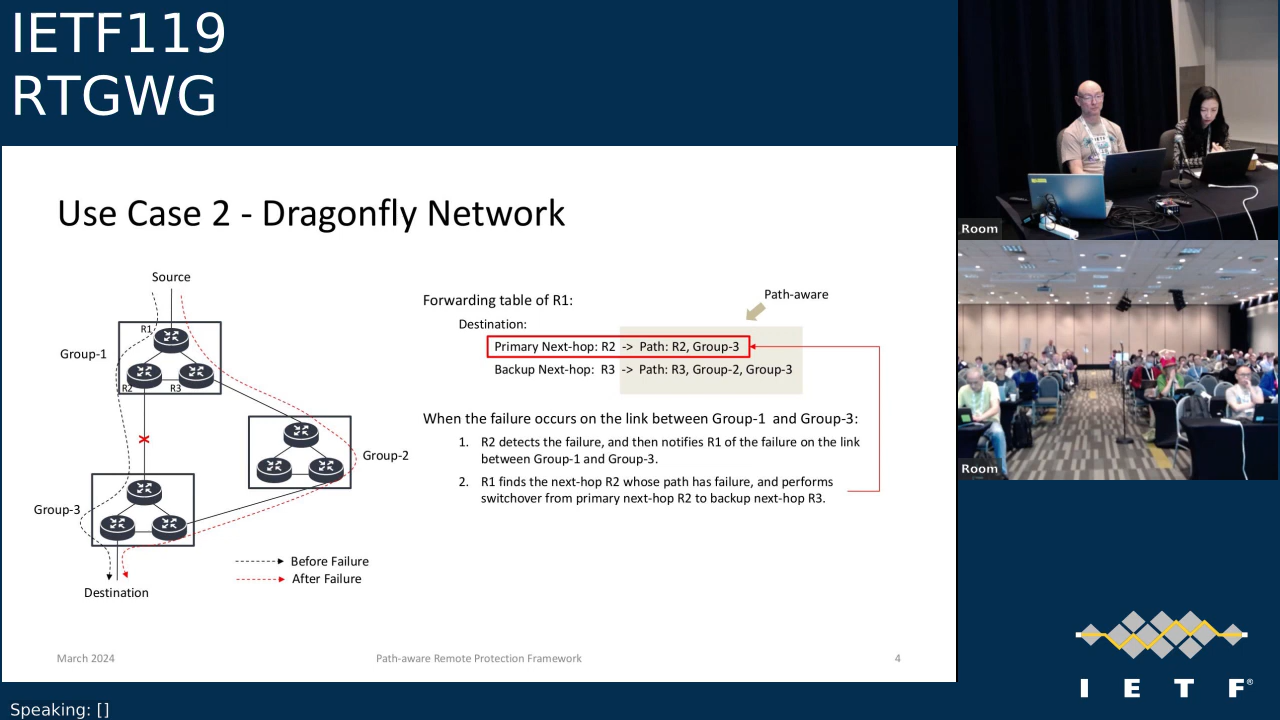 IETF119
RTGWG
Use Case 2 - Dragonfly Network
Source
R1
Group-1
R2
R3
Group-2
Group-3
Before Failure
After Failure
Destination
Forwarding table of R1:
Path-aware
Destination:
Primary Next-hop: R2 -> Path: R2, Group-3
Backup Next-hop: R3 -> Path: R3, Group-2, Group-3
When the failure occurs on the link between Group-1 and Group-3:
1. R2 detects the failure, and then notifies R1 of the failure on the link
between Group-1 and Group-3.
2. R1 finds the next-hop R2 whose path has failure, and performs
switchover from primary next-hop R2 to backup next-hop R3.
March 2024
Path-aware Remote Protection Framework
4
Room
Room
IETF®
Speaking: []